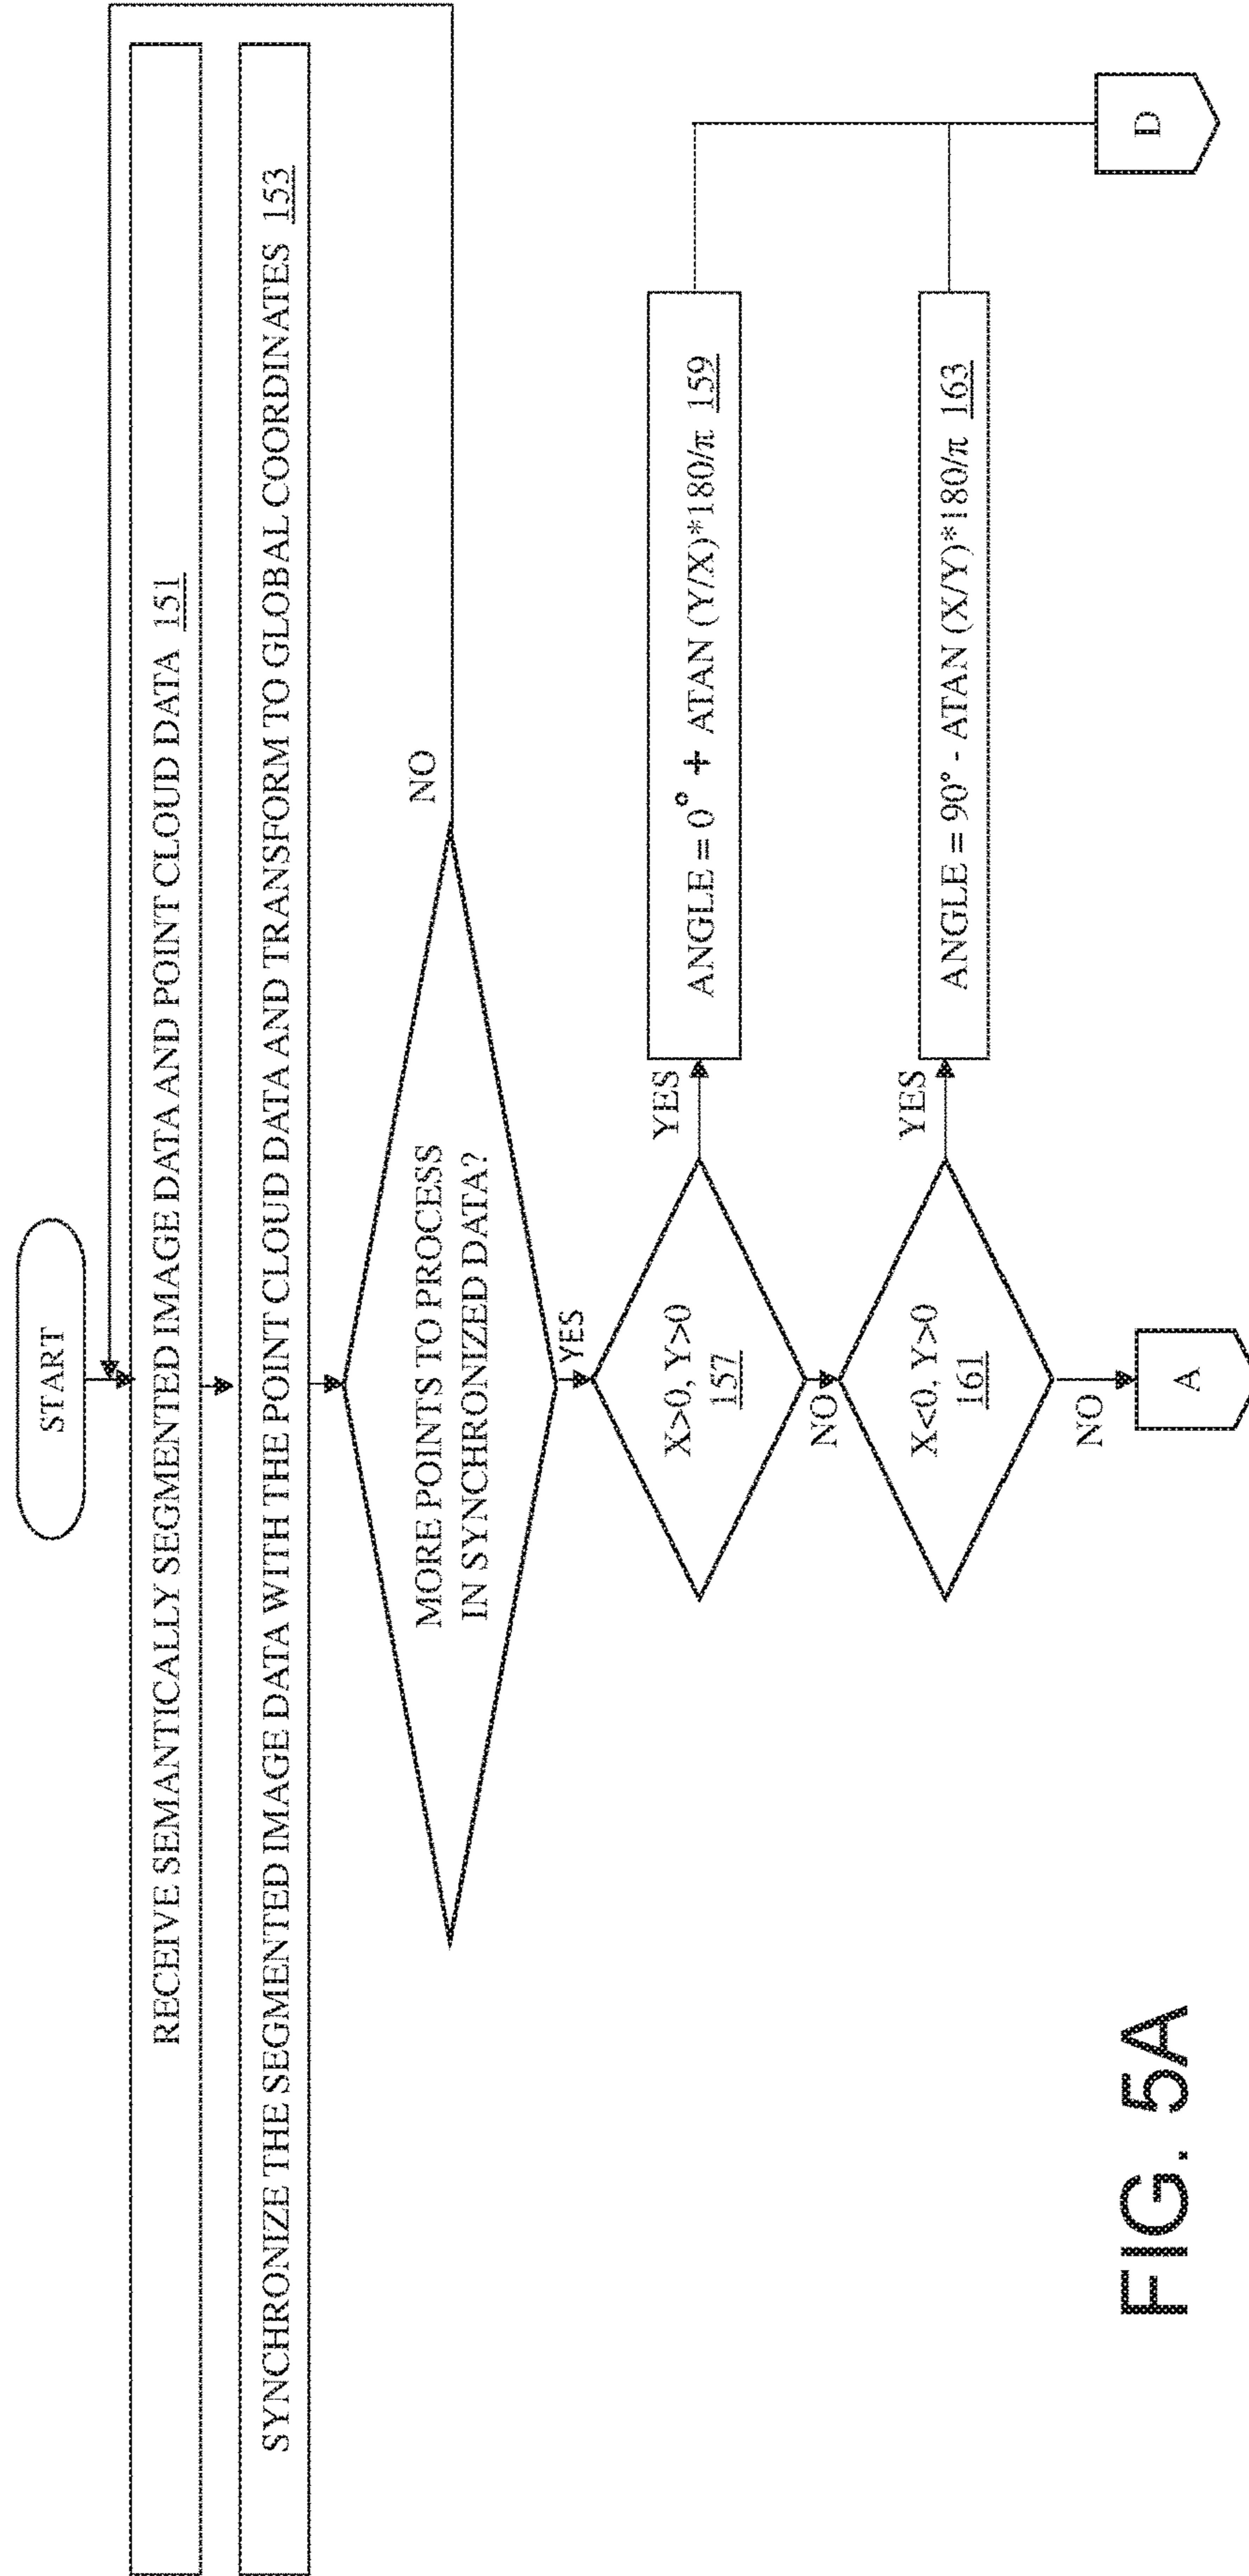 START
RECEIVE SEMANTICALLY SEGMENTED IMAGE DATA AND POINT CLOUD DATA 151
SYNCHRONIZE THE SEGMENTED IMAGE DATA WITH THE POINT CLOUD DATA AND TRANSFORM TO GLOBAL COORDINATES 153
MORE POINTS TO PROCESS
IN SYNCHRONIZED DATA?
NO
YES
X>0, Y>0
157
YES
ANGLE = 0° + ATAN (Y/X)*180/π 159
NO
X<0, Y>0
161
YES
ANGLE = 90° - ATAN (X/Y)*180/π 163
NO
A
D
FIG. 5A